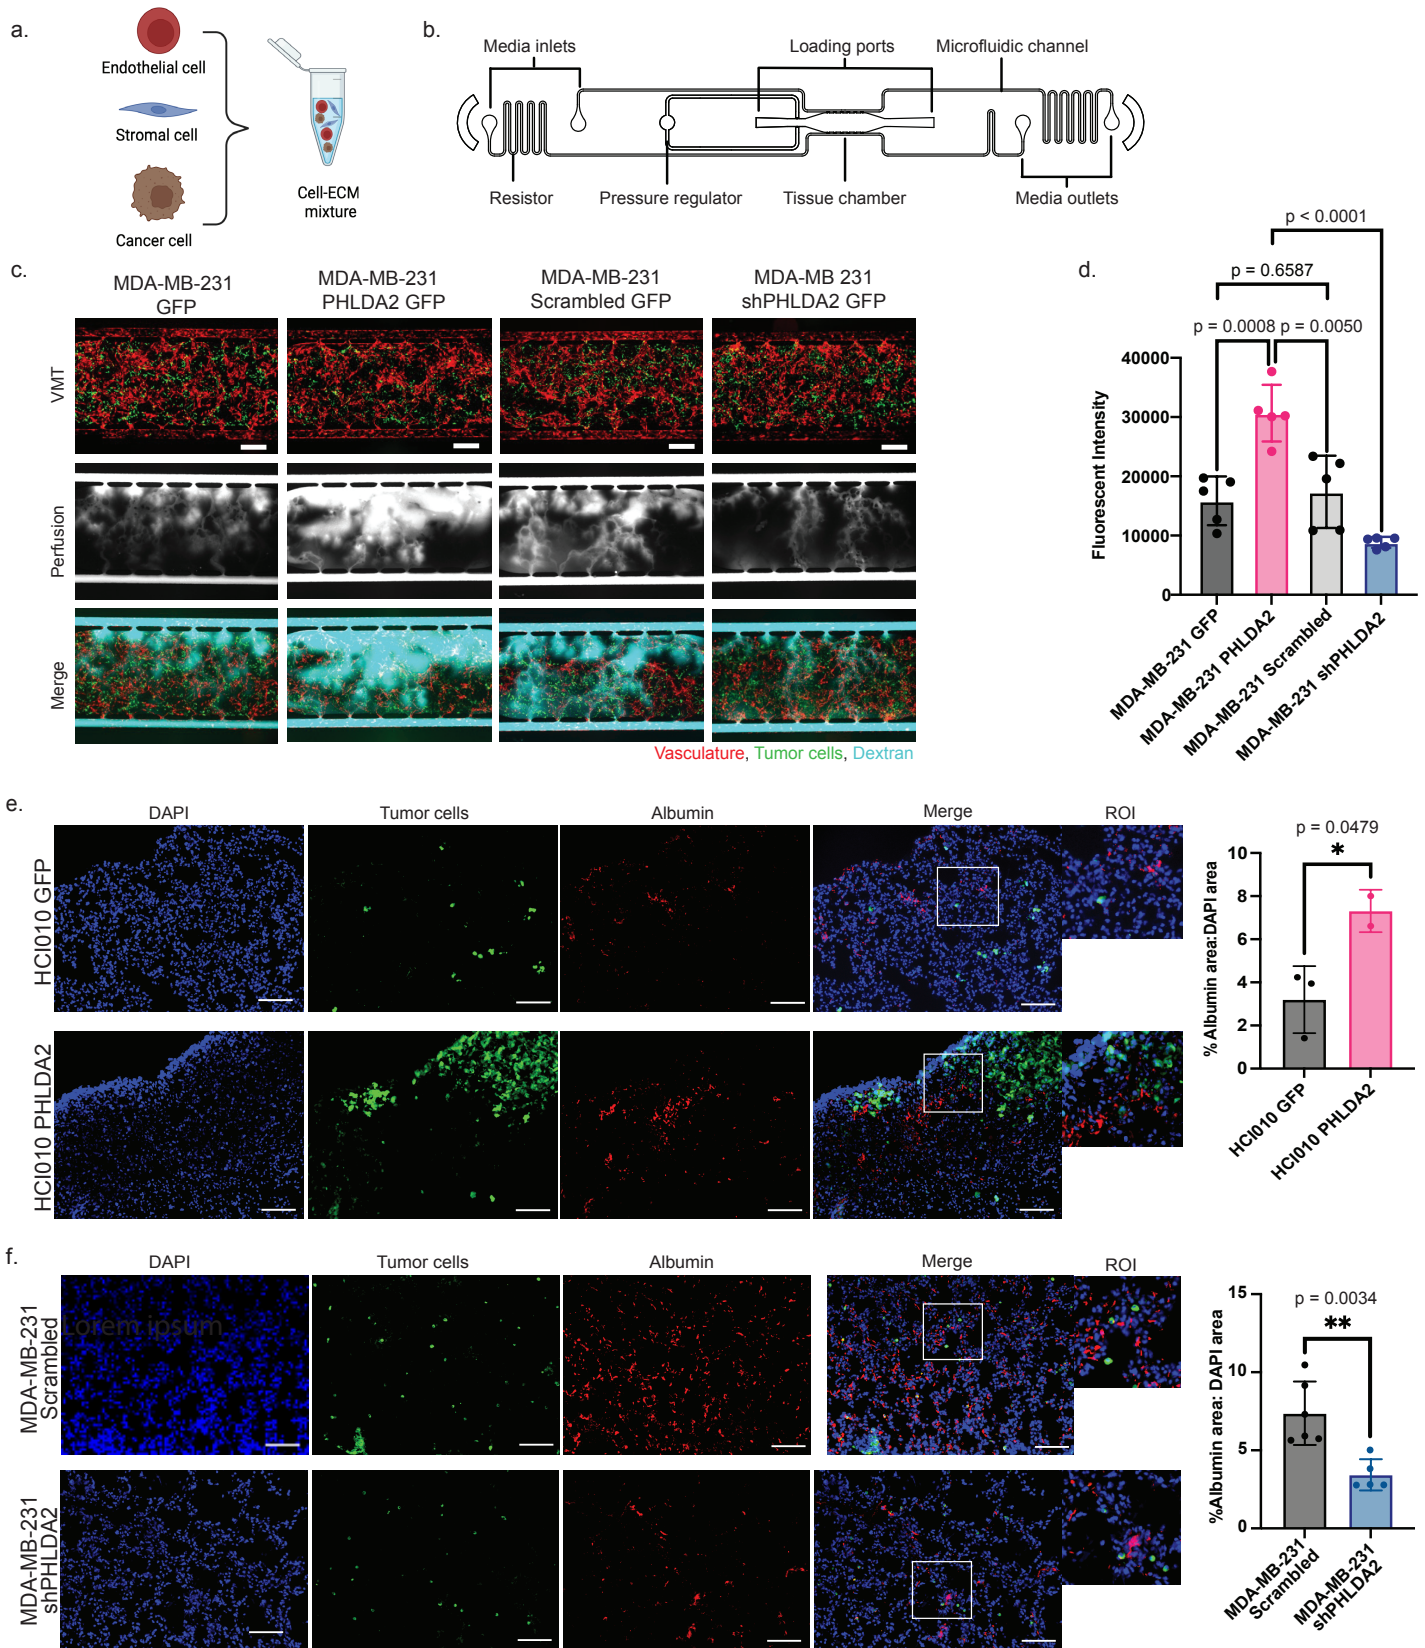 a.
Endothelial cell
Stromal cell
Cancer cell
Cell-ECM
mixture
b.
Media inlets
Loading ports
Microfluidic channel
Resistor
Pressure regulator
Tissue chamber
Media outlets
c.
MDA-MB-231
GFP
MDA-MB-231
PHLDA2 GFP
MDA-MB-231
Scrambled GFP
MDA-MB 231
shPHLDA2 GFP
VMT
Perfusion
Merge
Vasculature, Tumor cells, Dextran
d.
p < 0.0001
p = 0.6587
p = 0.0008
p = 0.0050
Fluorescent Intensity
40000
30000
20000
10000
0
MDA-MB-231 GFP
MDA-MB-231 PHLDA2
MDA-MB-231 Scrambled
MDA-MB-231 shPHLDA2
e.
DAPI
Tumor cells
Albumin
Merge
ROI
HCI010 GFP
HCI010 PHLDA2
p = 0.0479
*
% Albumin area:DAPI area
10
8
6
4
2
0
HCI010 GFP
HCI010 PHLDA2
f.
DAPI
Tumor cells
Albumin
Merge
ROI
MDA-MB-231
Scrambled
Lorem ipsum
MDA-MB-231
shPHLDA2
p = 0.0034
**
%Albumin area: DAPI area
15
10
5
0
MDA-MB-231
Scrambled
MDA-MB-231
shPHLDA2